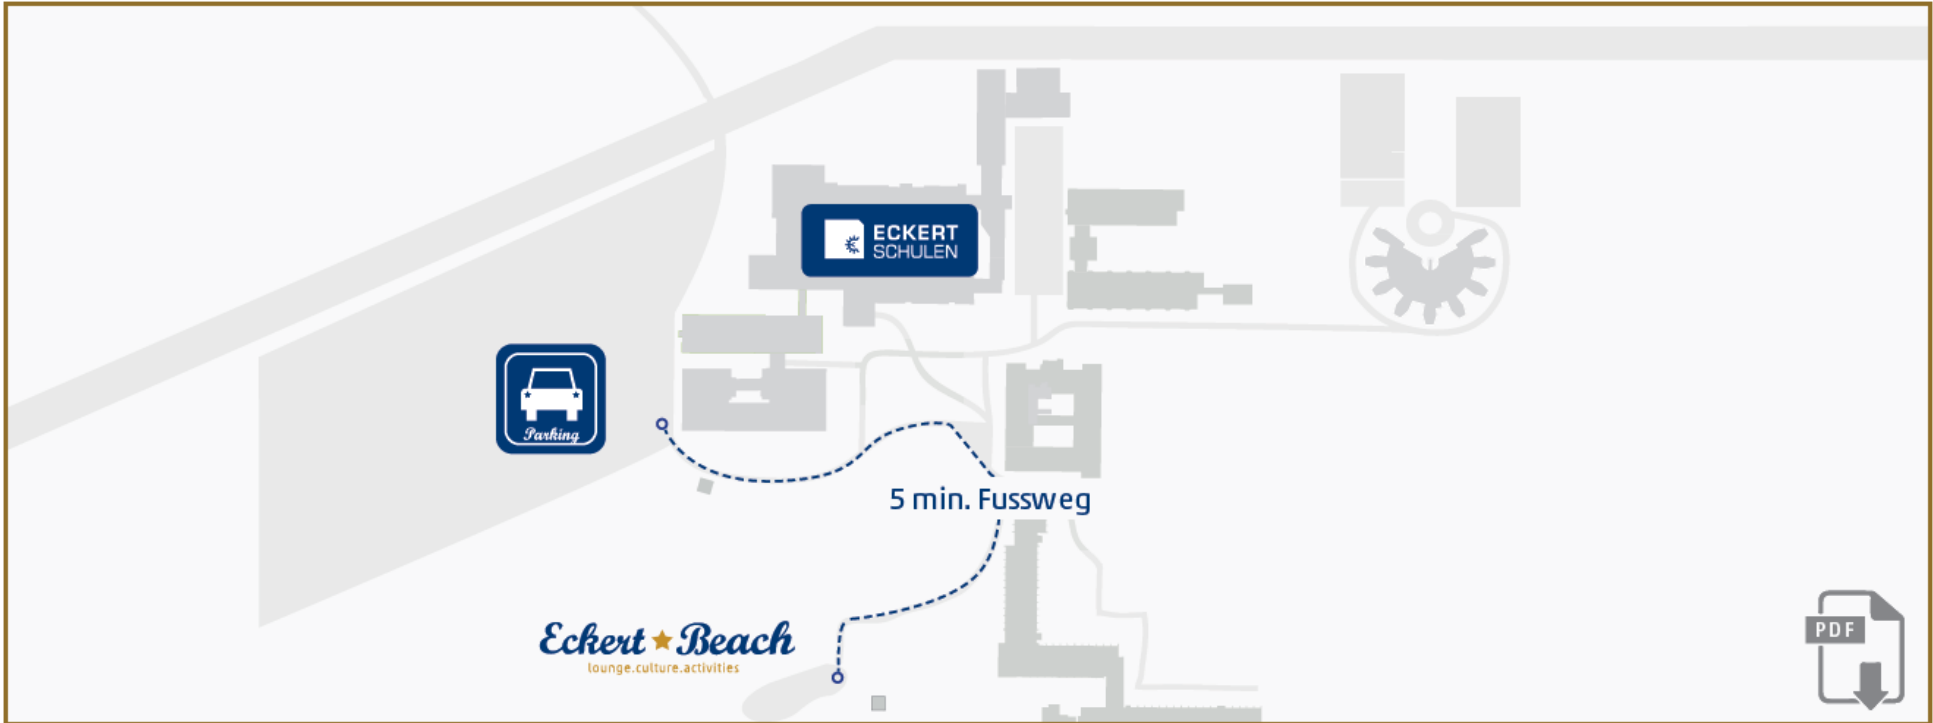 ECKERT
SCHULEN
Parking
5 min. Fussweg
Eckert Beach
lounge.culture.activities
PDF